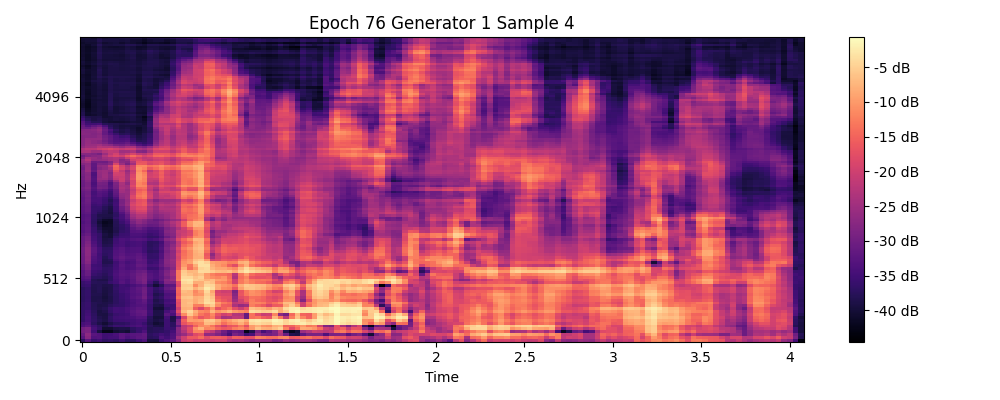 Epoch 76 Generator 1 Sample 4
Hz
4096
2048
1024
512
0
0 0.5 1 1.5 2 2.5 3 3.5 4
Time
-5 dB
-10 dB
-15 dB
-20 dB
-25 dB
-30 dB
-35 dB
-40 dB